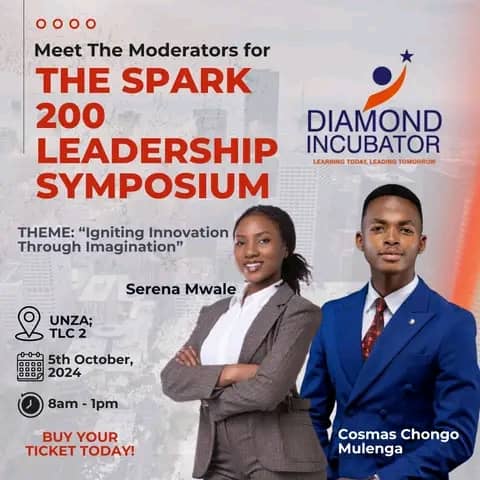 Meet The Moderators for
THE SPARK
200
LEADERSHIP
SYMPOSIUM
DIAMOND
INCUBATOR
LEARNING TODAY, LEADING TOMORROW
THEME: “Igniting Innovation
Through Imagination”
Serena Mwale
UNZA;
TLC 2
5th October,
2024
8am - 1pm
BUY YOUR
TICKET TODAY!
Cosmas Chongo
Mulenga